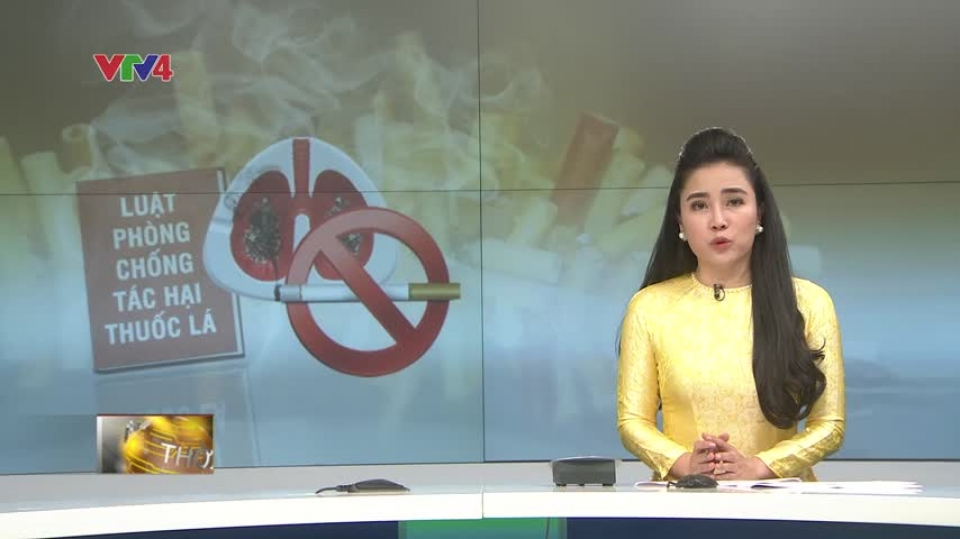 VTV4
LUẬT
PHÒNG
CHỐNG
TÁC HẠI
THUỐC LÁ